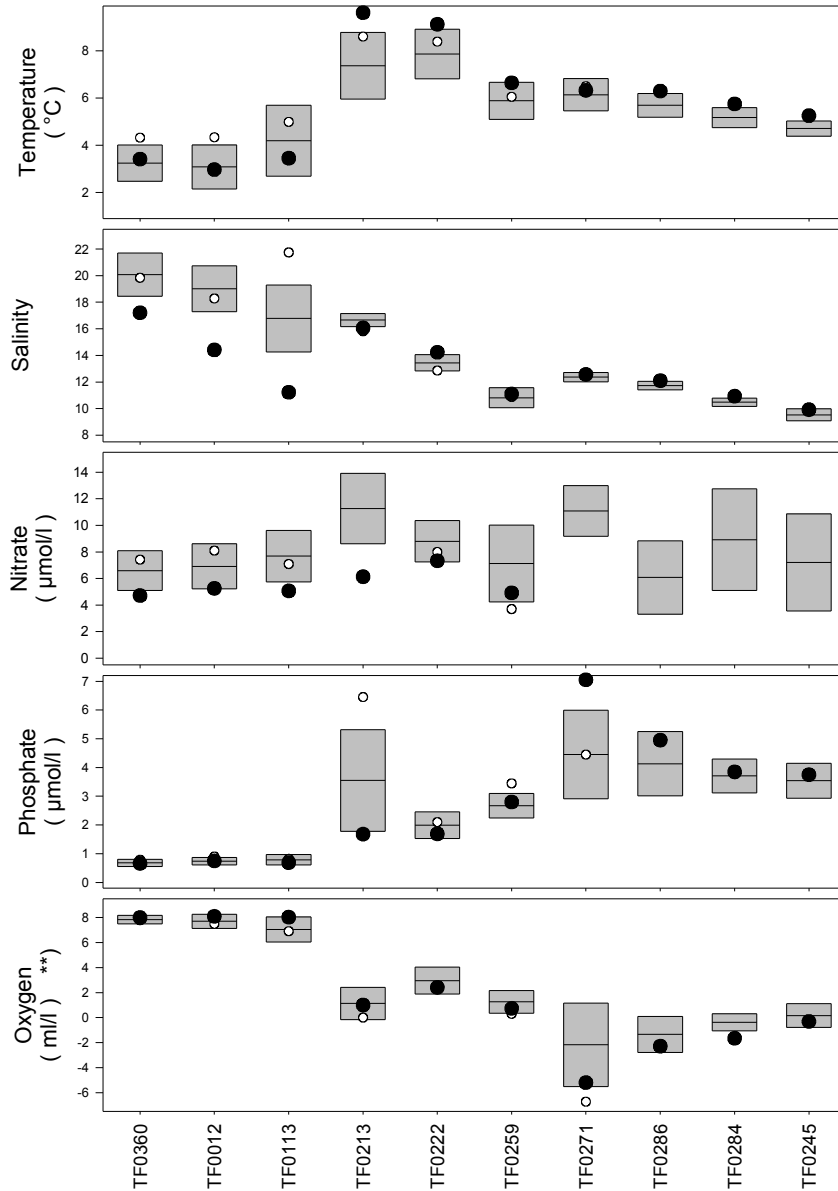 Temperature
( °C)
8
6
4
2
Salinity
22
20
18
16
14
12
10
8
Nitrate
( µmol/l )
14
12
10
8
6
4
2
0
Phosphate
( µmol/l )
7
6
5
4
3
2
1
0
Oxygen
( ml/l ) **)
8
6
4
2
0
-2
-4
-6
TF0360
TF0012
TF0113
TF0213
TF0222
TF0259
TF0271
TF0286
TF0284
TF0245